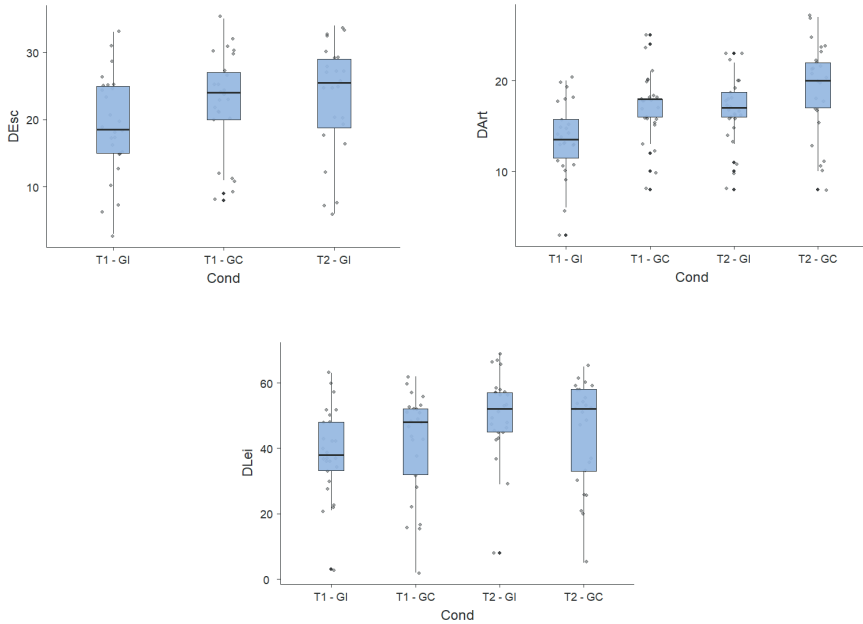 DEsc
30
20
10
T1 - GI
T1 - GC
T2 - GI
Cond
DArt
20
10
T1 - GI
T1 - GC
T2 - GI
T2 - GC
Cond
DLei
60
40
20
0
T1 - GI
T1 - GC
T2 - GI
T2 - GC
Cond